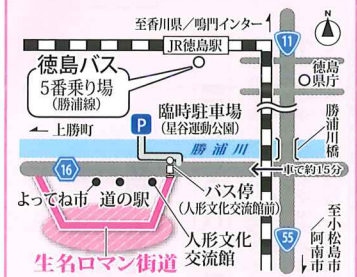 至香川県／鳴門インター
N
JR徳島駅
11
徳島バス
5番乗り場
(勝浦線)
徳島
県庁
臨時駐車場
(星谷運動公園)
P
勝浦川橋
上勝町
勝浦川
16
車で約15分
バス停
(人形文化交流館前)
よってね市
道の駅
人形文化
交流館
生名ロマン街道
55
至小松島市
阿南市